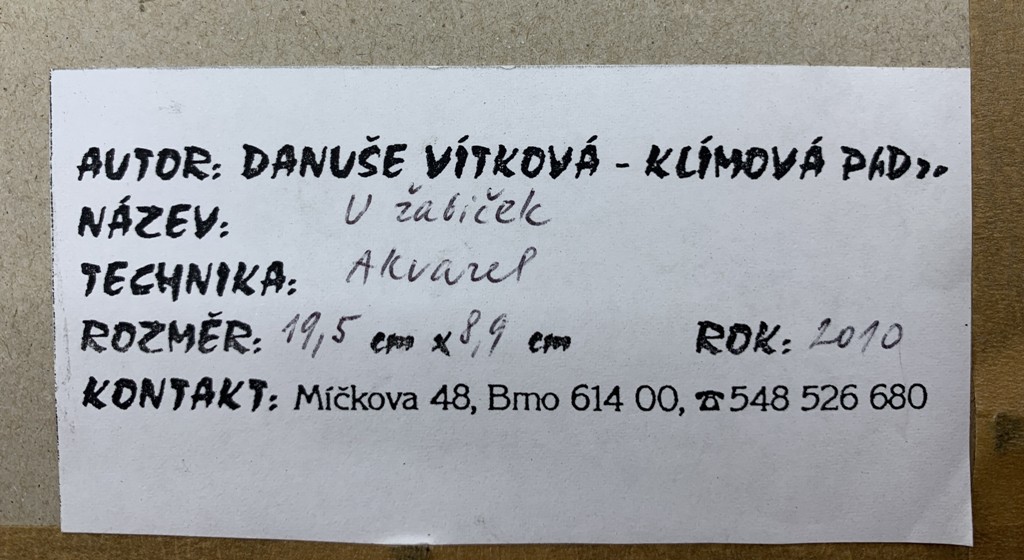 AUTOR: DANUŠE VÍTKOVÁ - KLÍMOVÁ PhDr.
NÁZEV: U žabiček
TECHNIKA: Akvarel
ROZMĚR: 19,5 cm x 8,9 cm ROK: 2010
KONTAKT: Míčkova 48, Brno 614 00, ☎ 548 526 680